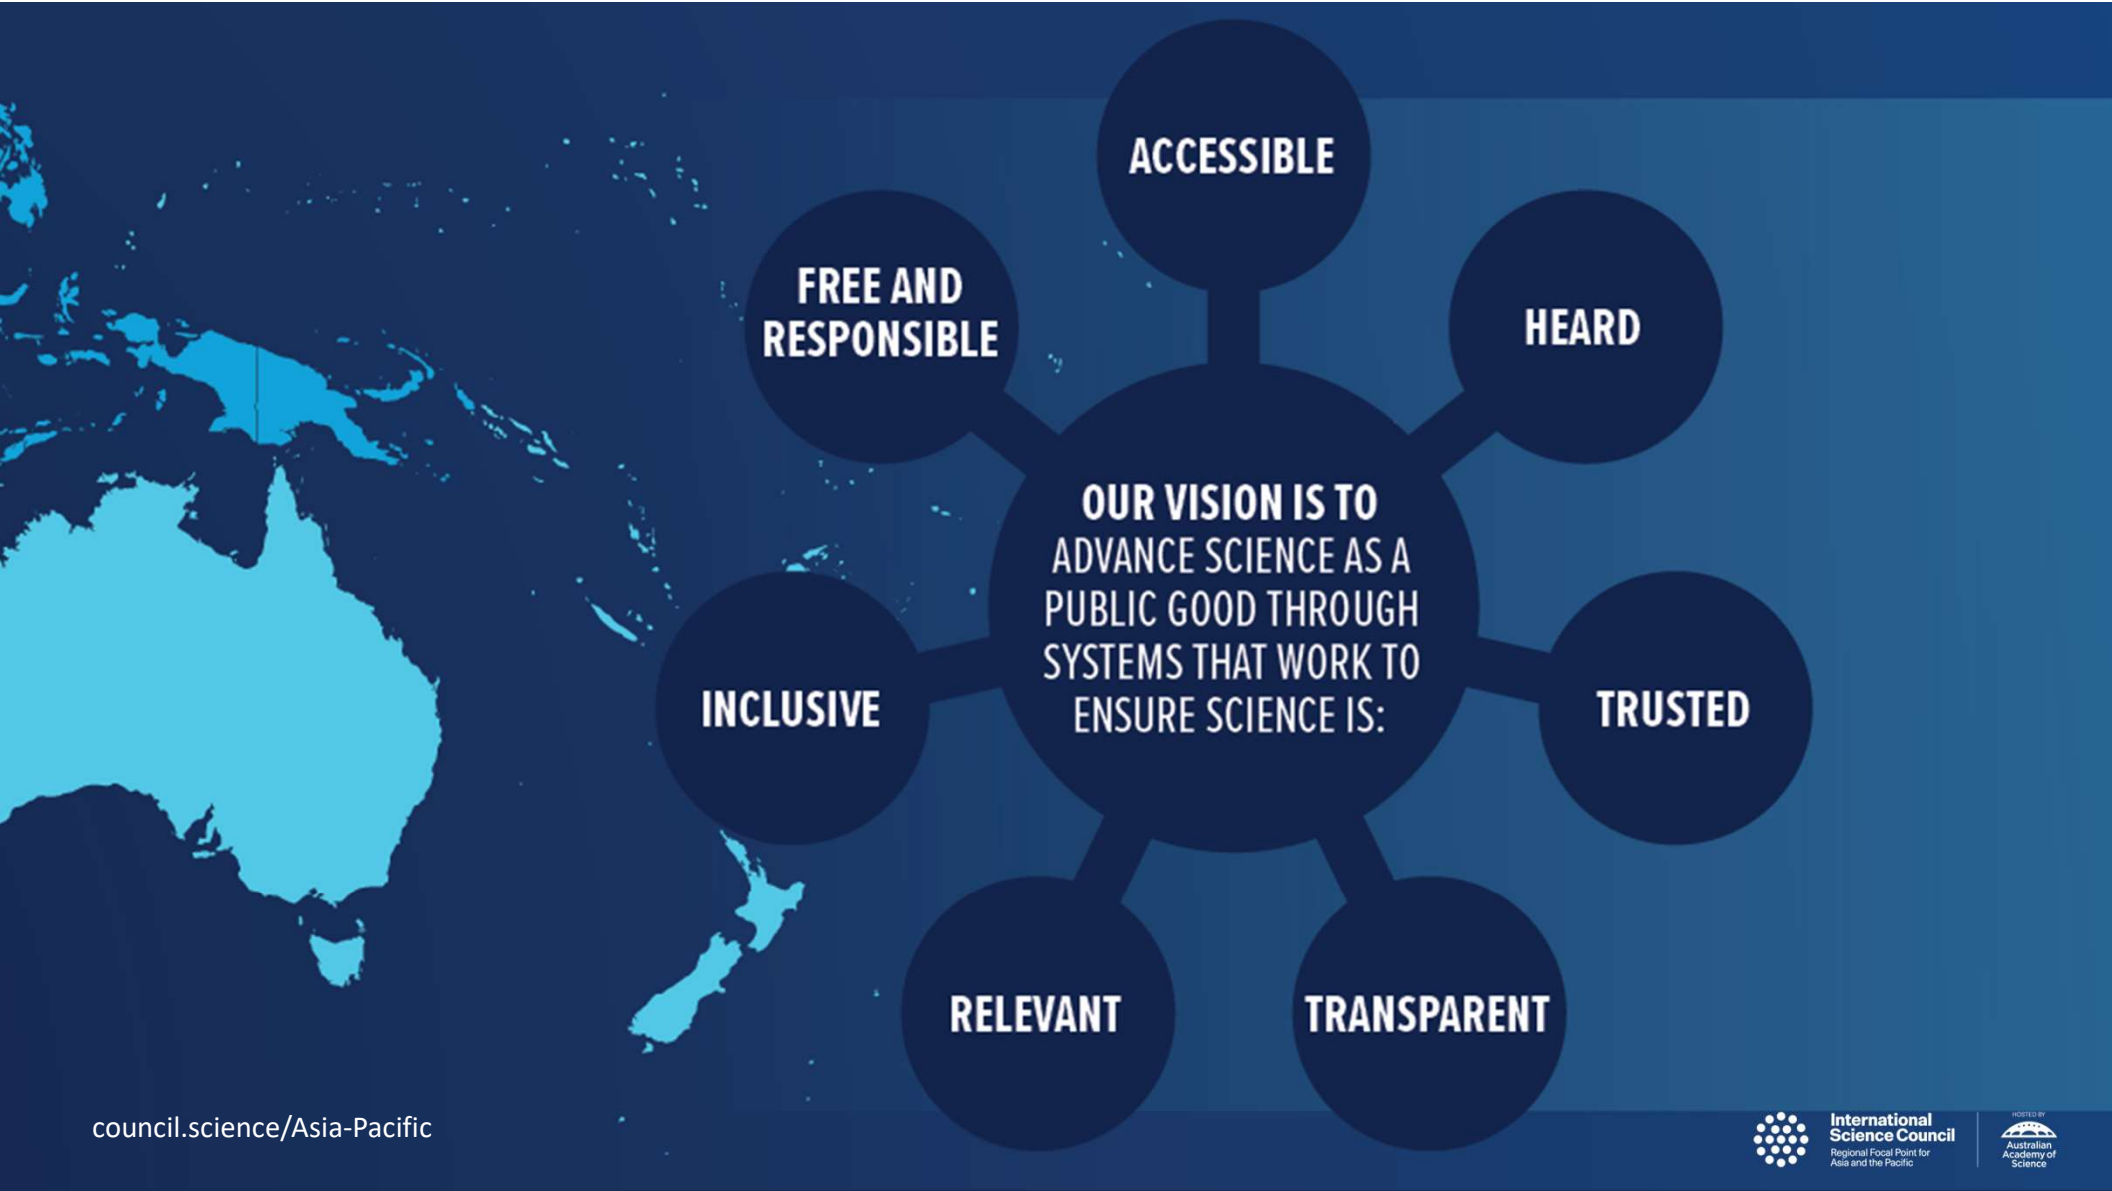 ACCESSIBLE
FREE AND
RESPONSIBLE
HEARD
OUR VISION IS TO
ADVANCE SCIENCE AS A
PUBLIC GOOD THROUGH
SYSTEMS THAT WORK TO
ENSURE SCIENCE IS:
INCLUSIVE
TRUSTED
RELEVANT
TRANSPARENT
council.science/Asia-Pacific
International
Science Council
Regional Focal Point for
Asia and the Pacific
HOSTED BY
Australian
Academy of
Science